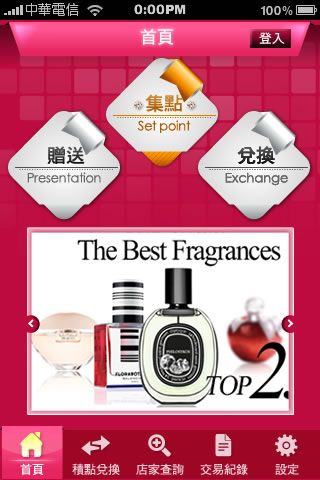 中華電信
0:00PM
100%
首頁
登入
集點
Set point
贈送
Presentation
兌換
Exchange
The Best Fragrances
TOP 2.
首頁
積點兌換
店家查詢
交易紀錄
設定